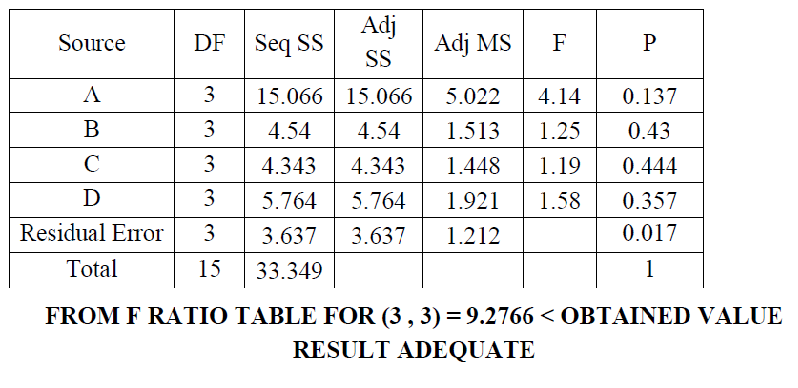 Source DF Seq SS Adj SS Adj MS F P
A 3 15.066 15.066 5.022 4.14 0.137
B 3 4.54 4.54 1.513 1.25 0.43
C 3 4.343 4.343 1.448 1.19 0.444
D 3 5.764 5.764 1.921 1.58 0.357
Residual Error 3 3.637 3.637 1.212 0.017
Total 15 33.349 1
FROM F RATIO TABLE FOR (3 , 3) = 9.2766 < OBTAINED VALUE
RESULT ADEQUATE